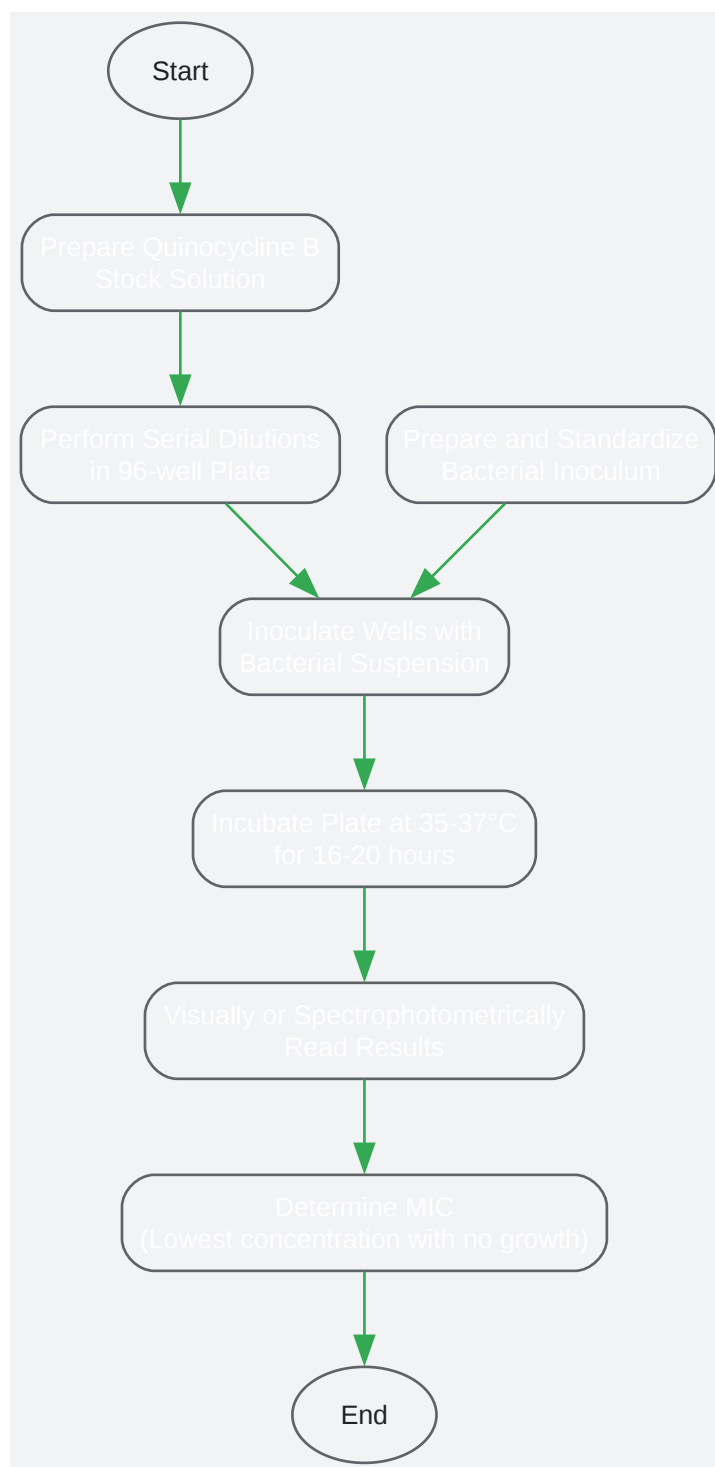 Start
Prepare Quinocycline B
Stock Solution
Perform Serial Dilutions
in 96-well Plate
Prepare and Standardize
Bacterial Inoculum
Inoculate Wells with
Bacterial Suspension
Incubate Plate at 35-37°C
for 16-20 hours
Visually or Spectrophotometrically
Read Results
Determine MIC
(Lowest concentration with no growth)
End